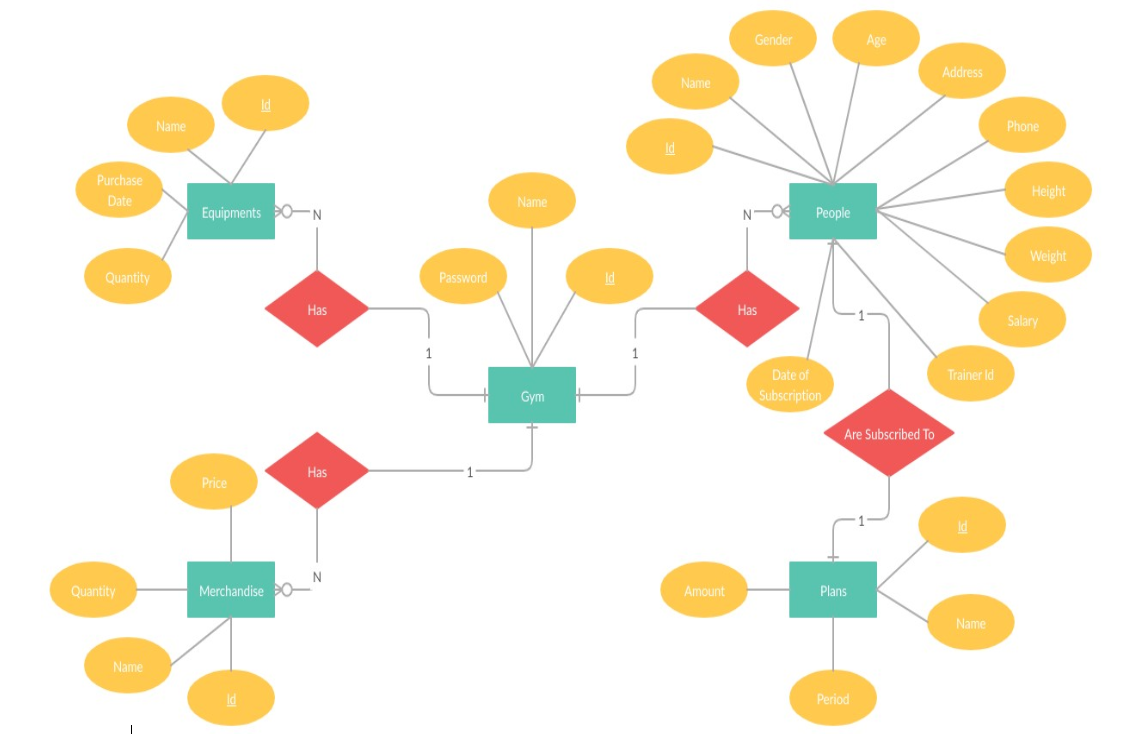 Gender
Age
Name
Address
Id
Phone
Id
Name
Purchase
Date
Height
Equipments
N
Name
N
People
Quantity
Password
Id
Weight
Has
Has
1
Salary
1
1
Date of
Subscription
Trainer Id
Gym
Are Subscribed To
Has
1
Price
1
Id
N
Quantity
Merchandise
Amount
Plans
Name
Name
Id
Period